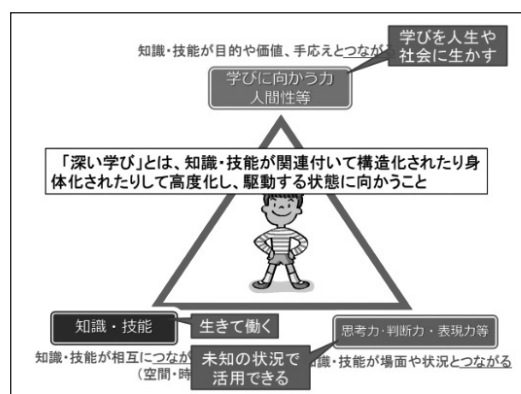 知識・技能が目的や価値、手応えとつながる
学びを人生や
社会に生かす
学びに向かう力
人間性等
「深い学び」とは、知識・技能が関連付いて構造化されたり身
体化されたりして高度化し、駆動する状態に向かうこと
知識・技能
生きて働く
思考力・判断力・表現力等
知識・技能が相互につなが
（空間・時
未知の状況で
活用できる
識・技能が場面や状況とつながる